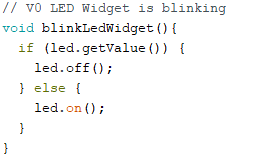 // V0 LED Widget is blinking
void blinkLedWidget(){
  if (led.getValue()) {
    led.off();
  } else {
    led.on();
  }
}